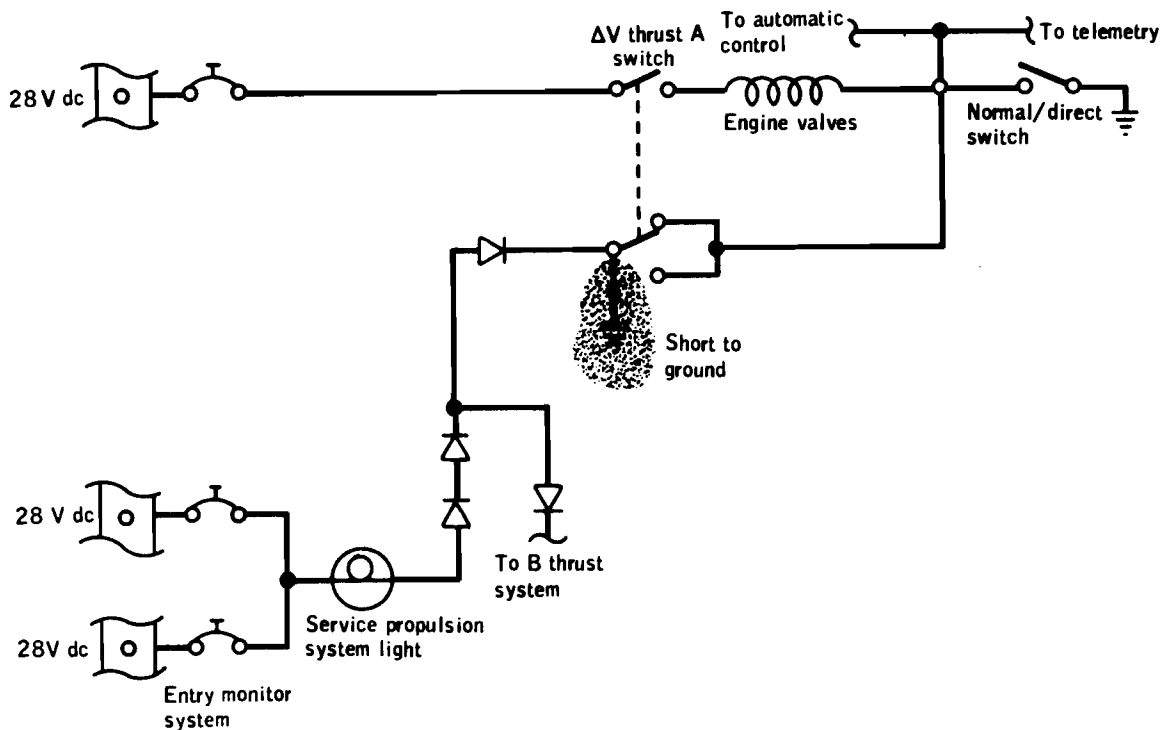 To automatic
control
To telemetry
ΔV thrust A
switch
28 V dc
Engine valves
Normal/direct
switch
Short to
ground
28 V dc
To B thrust
system
Service propulsion
system light
28V dc
Entry monitor
system